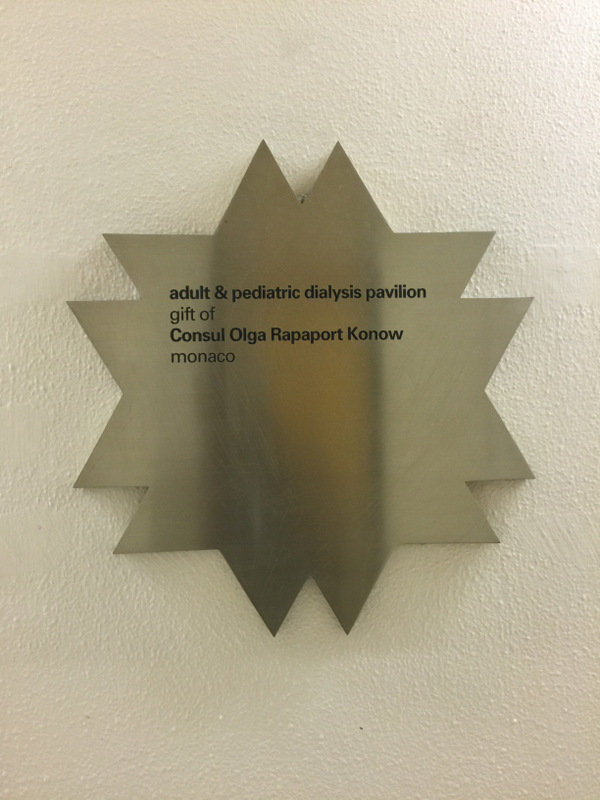 adult & pediatric dialysis pavilion
gift of
Consul Olga Rapaport Konow
monaco